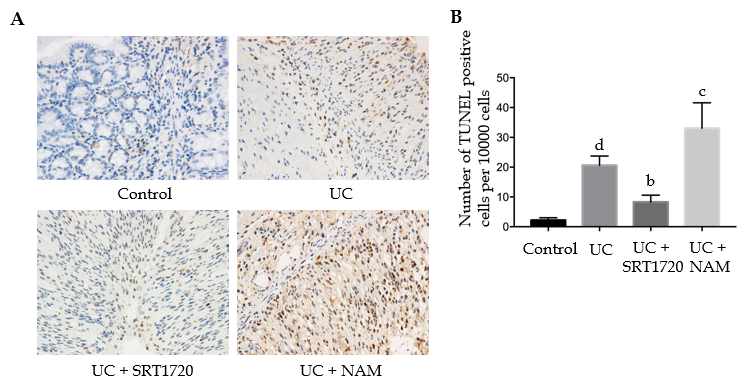 A
Control
UC
UC + SRT1720
UC + NAM
B
Number of TUNEL positive
cells per 10000 cells
50
40
30
20
10
0
d
b
c
Control
UC
UC +
SRT1720
UC +
NAM